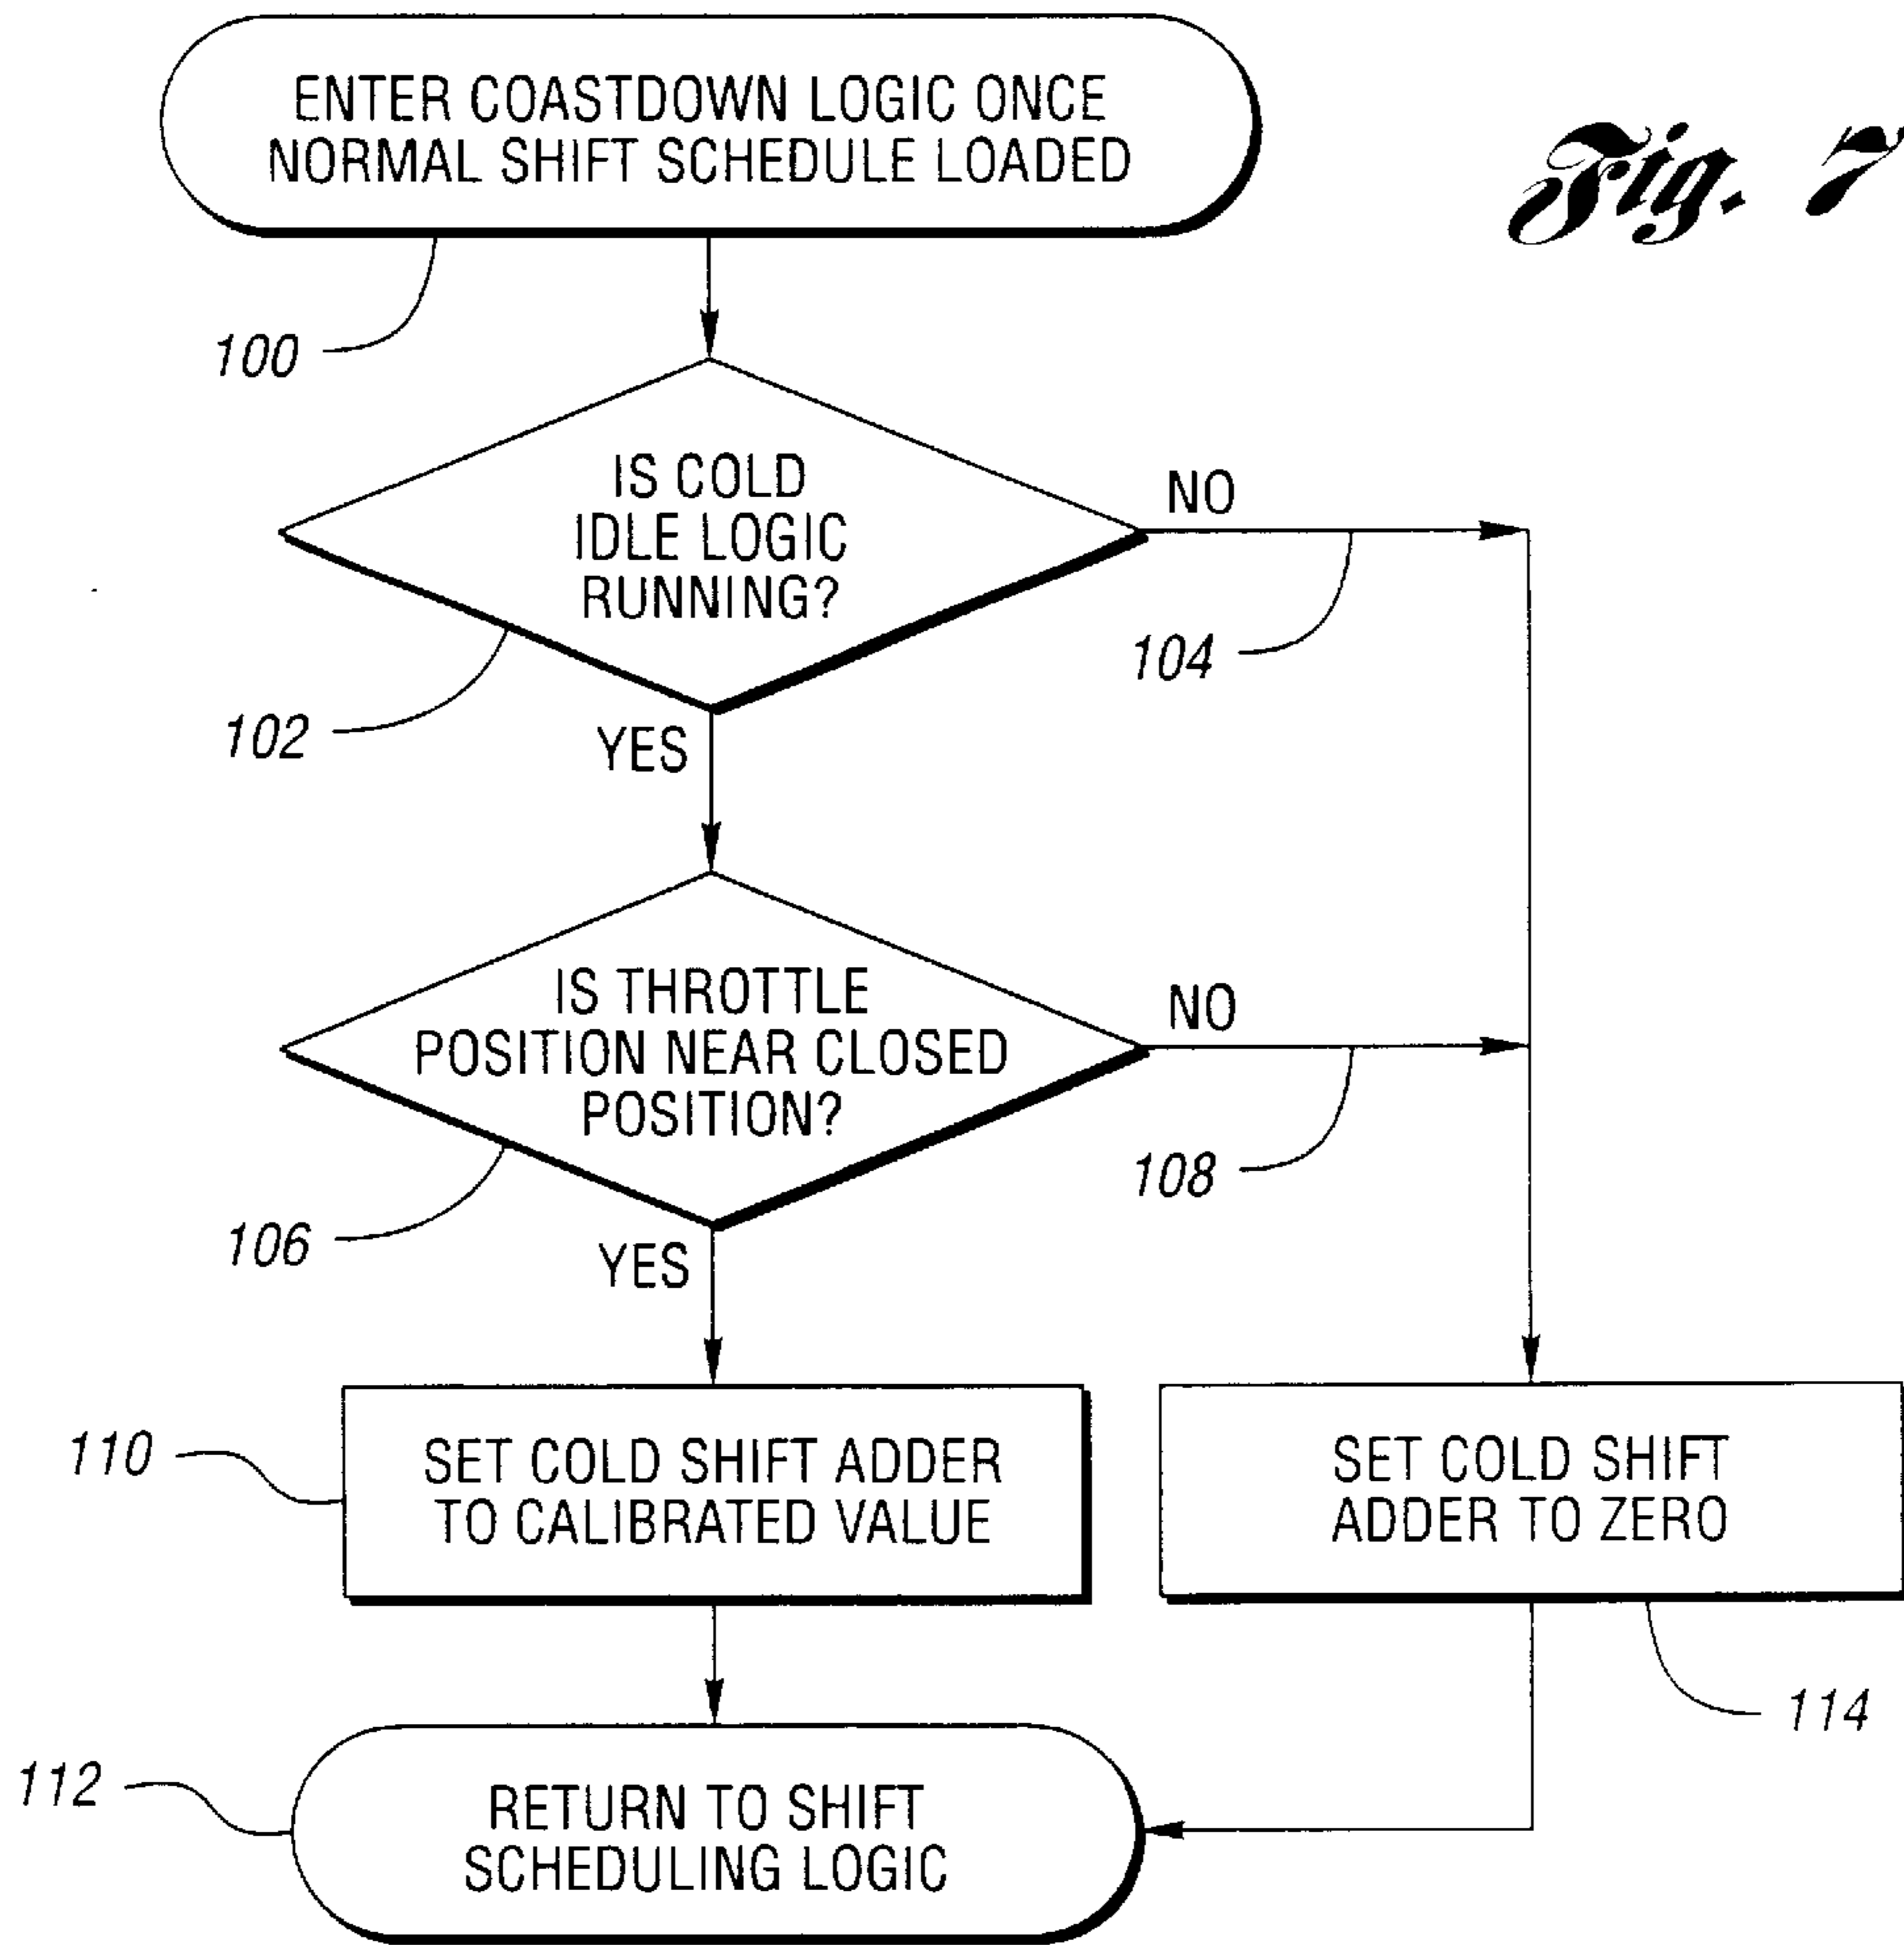 ENTER COASTDOWN LOGIC ONCE
NORMAL SHIFT SCHEDULE LOADED
Fig. 7
100
IS COLD
IDLE LOGIC
RUNNING?
NO
104
102
YES
IS THROTTLE
POSITION NEAR CLOSED
POSITION?
NO
108
106
YES
110
SET COLD SHIFT ADDER
TO CALIBRATED VALUE
SET COLD SHIFT
ADDER TO ZERO
114
112
RETURN TO SHIFT
SCHEDULING LOGIC